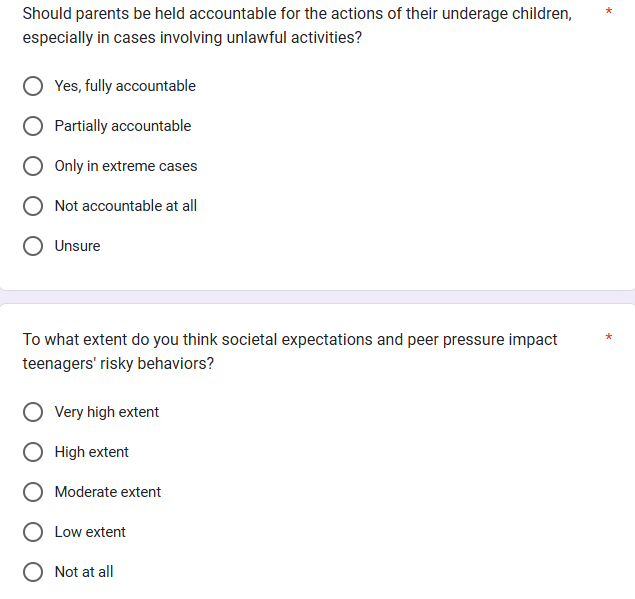 Should parents be held accountable for the actions of their underage children, *
especially in cases involving unlawful activities?
Yes, fully accountable
Partially accountable
Only in extreme cases
Not accountable at all
Unsure
To what extent do you think societal expectations and peer pressure impact *
teenagers' risky behaviors?
Very high extent
High extent
Moderate extent
Low extent
Not at all